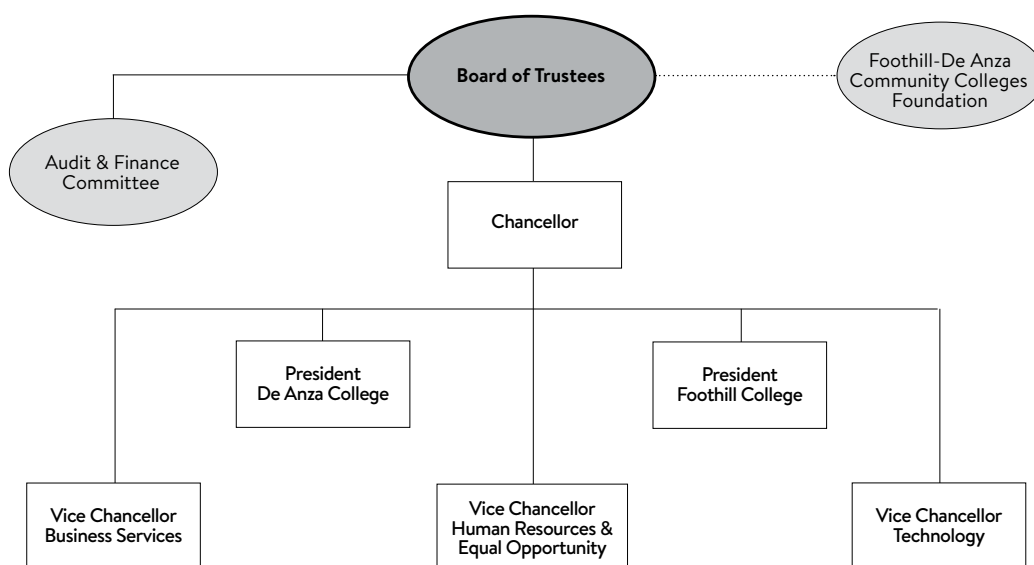 Board of Trustees
Foothill-De Anza
Community Colleges
Foundation
Audit & Finance
Committee
Chancellor
President
De Anza College
President
Foothill College
Vice Chancellor
Business Services
Vice Chancellor
Human Resources &
Equal Opportunity
Vice Chancellor
Technology